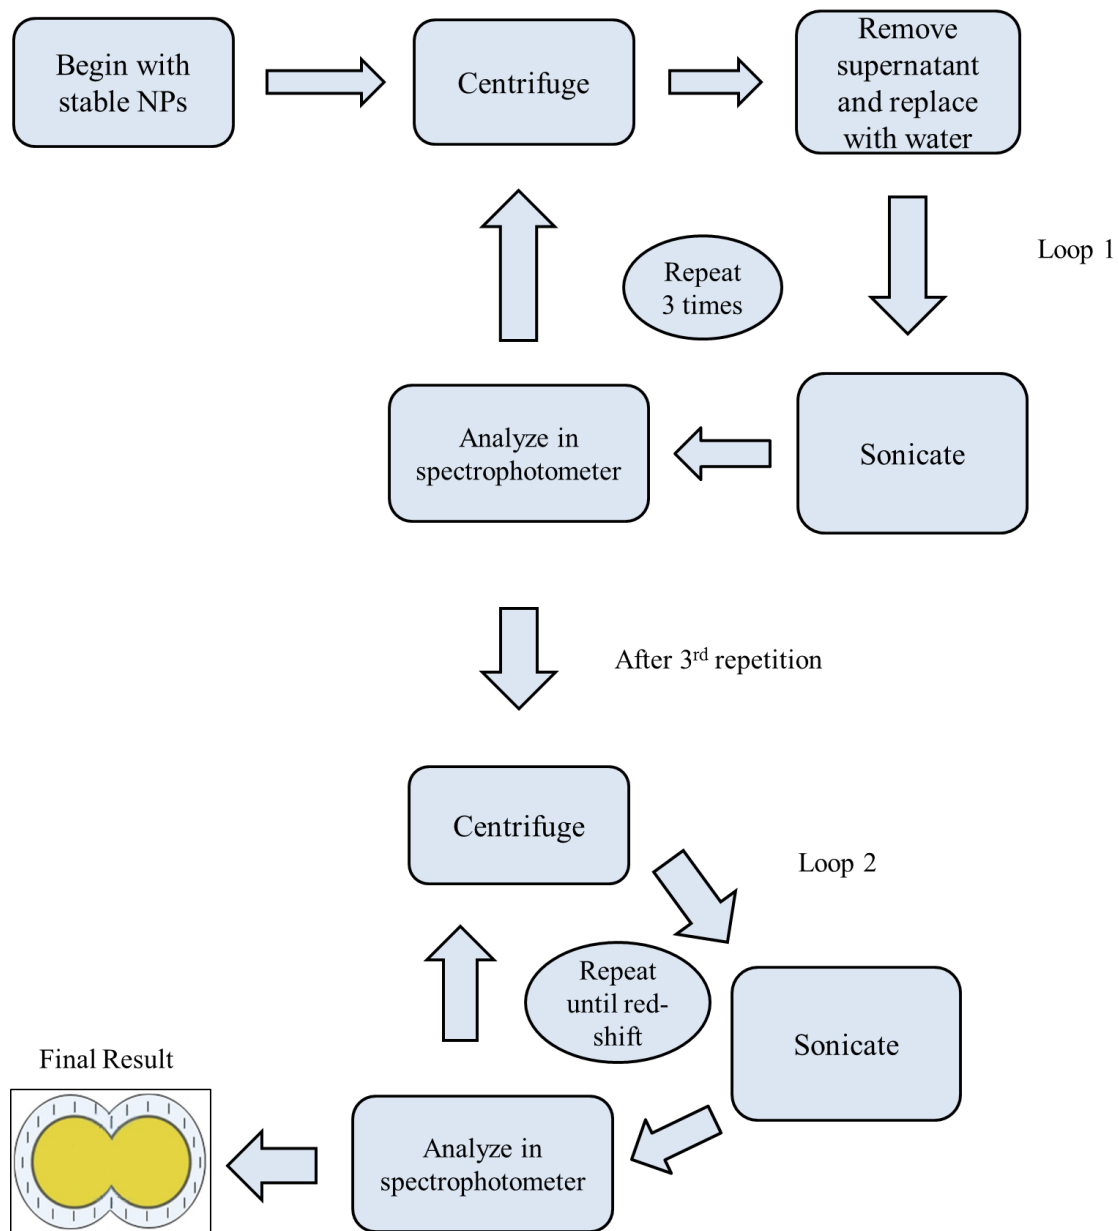 Begin with
stable NPs
Centrifuge
Remove
supernatant
and replace
with water
Loop 1
Repeat
3 times
Analyze in
spectrophotometer
Sonicate
After 3rd repetition
Centrifuge
Loop 2
Repeat
until red-
shift
Sonicate
Final Result
Analyze in
spectrophotometer